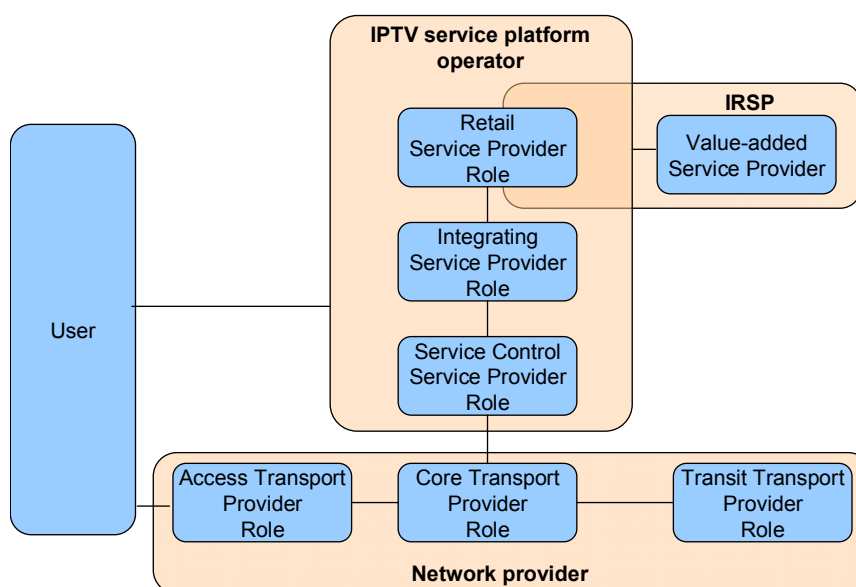 IPTV service platform
operator
IRSP
Retail
Service Provider
Role
Value-added
Service Provider
Integrating
Service Provider
Role
User
Service Control
Service Provider
Role
Access Transport
Provider
Role
Core Transport
Provider
Role
Transit Transport
Provider
Role
Network provider